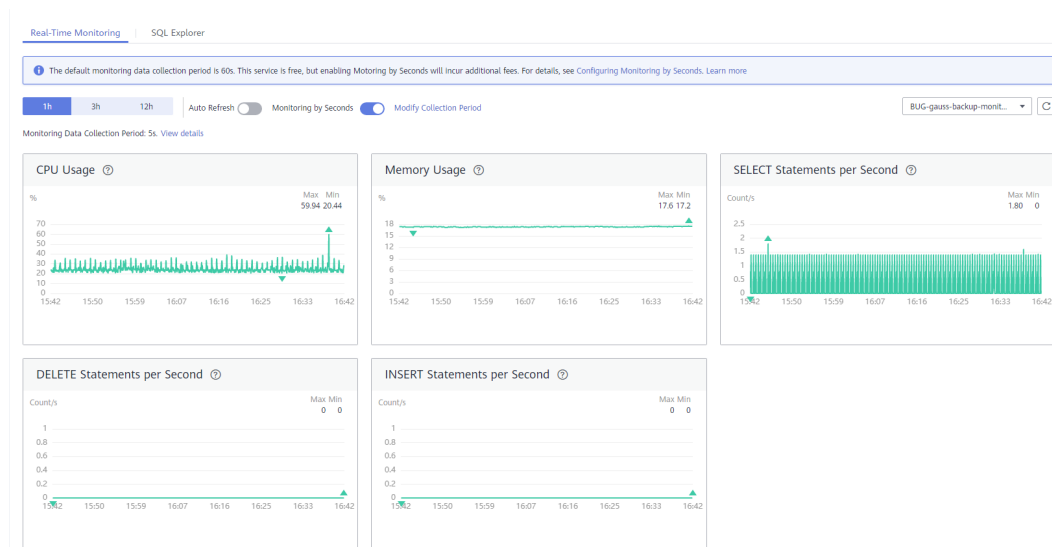 Real-Time Monitoring SQL Explorer
The default monitoring data collection period is 60s. This service is free, but enabling Motoring by Seconds will incur additional fees. For details, see Configuring Monitoring by Seconds. Learn more
1h 3h 12h Auto Refresh Monitoring by Seconds Modify Collection Period BUG-gauss-backup-monit...
Monitoring Data Collection Period: 5s. View details
CPU Usage
% Max Min
59.94 20.44
70
60
50
40
30
20
10
0
15:42 15:50 15:59 16:07 16:16 16:25 16:33 16:42
Memory Usage
% Max Min
17.6 17.2
18
15
12
9
6
3
0
15:42 15:50 15:59 16:07 16:16 16:25 16:33 16:42
SELECT Statements per Second
Count/s Max Min
1.80 0
2.5
2
1.5
1
0.5
0
15:42 15:50 15:59 16:07 16:16 16:25 16:33 16:42
DELETE Statements per Second
Count/s Max Min
0 0
1
0.8
0.6
0.4
0.2
0
15:42 15:50 15:59 16:07 16:16 16:25 16:33 16:42
INSERT Statements per Second
Count/s Max Min
0 0
1
0.8
0.6
0.4
0.2
0
15:42 15:50 15:59 16:07 16:16 16:25 16:33 16:42